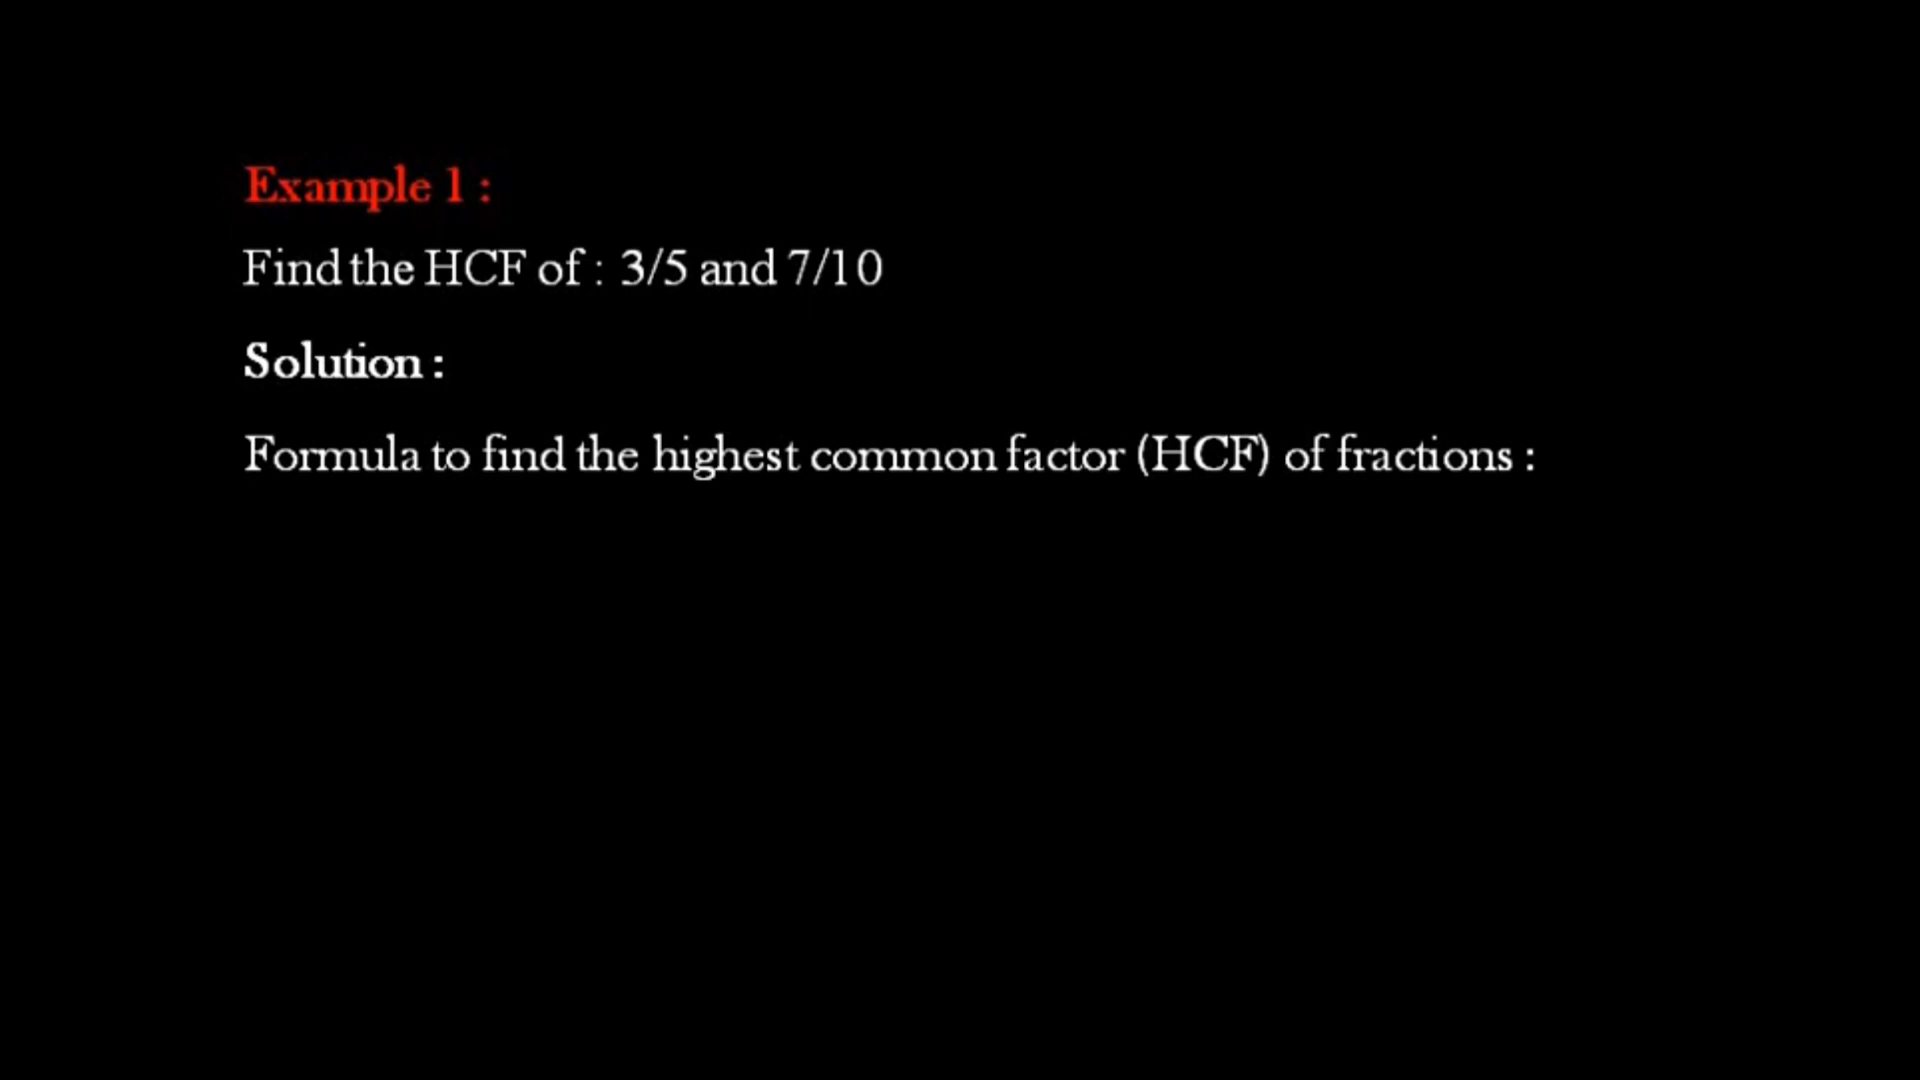 Example 1 :
Find the HCF of : 3/5 and 7/10
Solution :
Formula to find the highest common factor (HCF) of fractions :